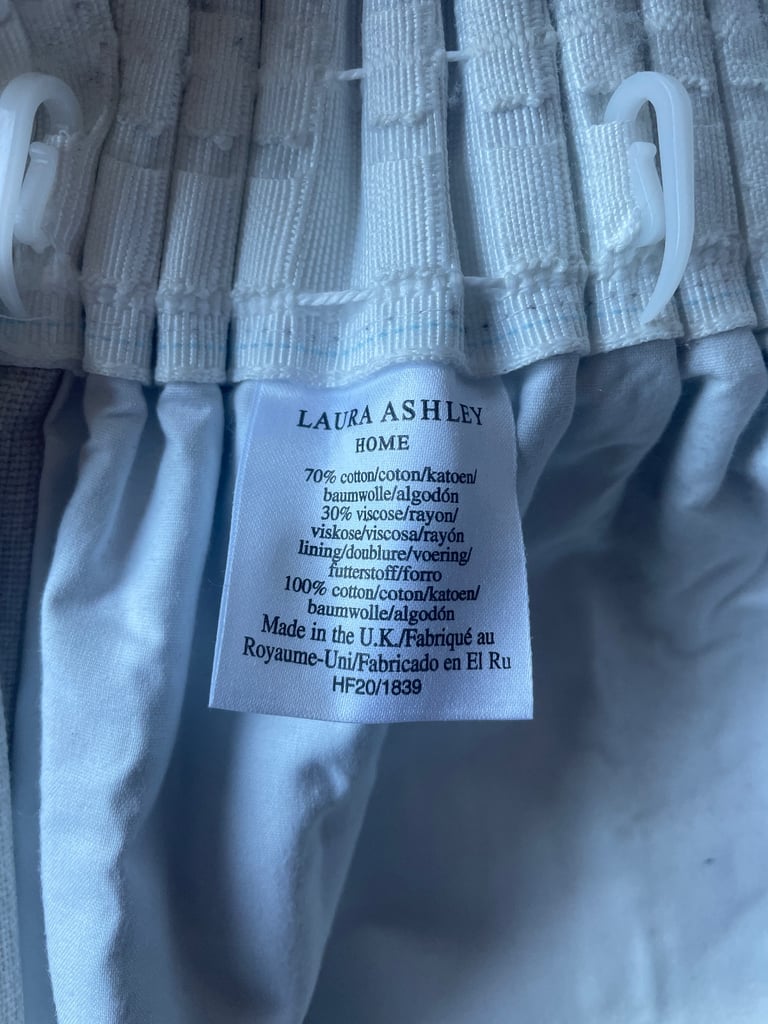 LAURA ASHLEY
HOME
70% cotton/coton/katoen/
baumwolle/algodón
30% viscose/rayon/
viskose/viscosa/rayón
lining/doublure/voering/
futterstoff/forro
100% cotton/coton/katoen/
baumwolle/algodón
Made in the U.K./Fabriqué au
Royaume-Uni/Fabricado en El Ru
HF20/1839